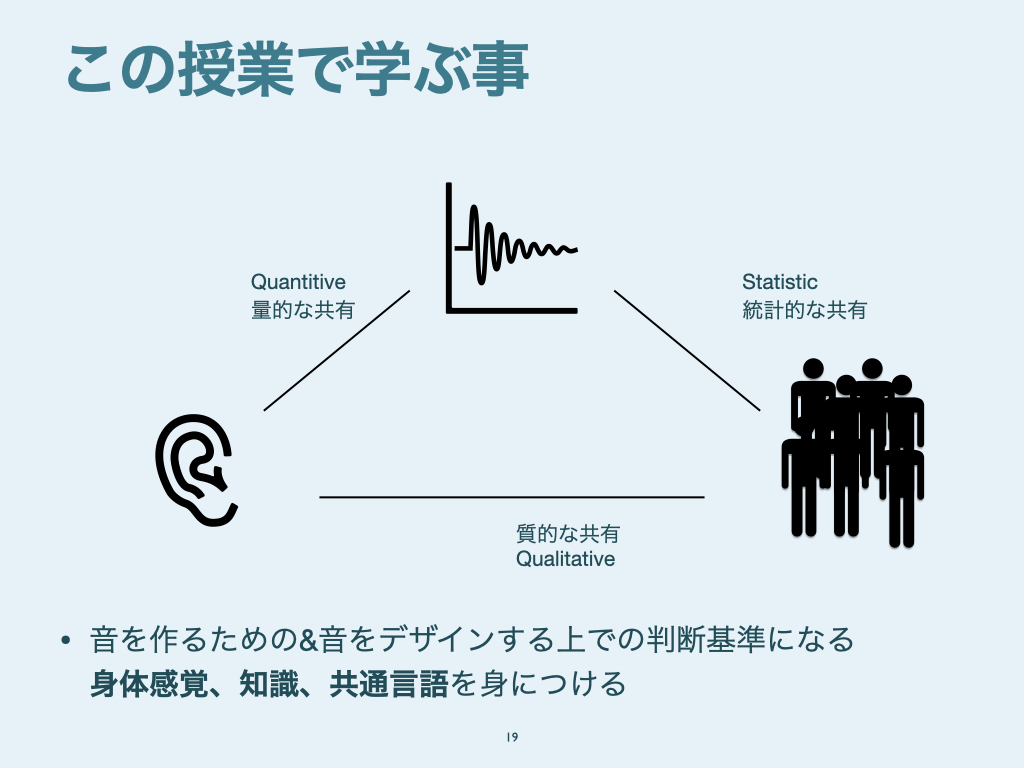 この授業で学ぶ事
Quantitive
量的な共有
Statistic
統計的な共有
質的な共有
Qualitative
• 音を作るための&音をデザインする上での判断基準になる
身体感覚、知識、共通言語を身につける
19